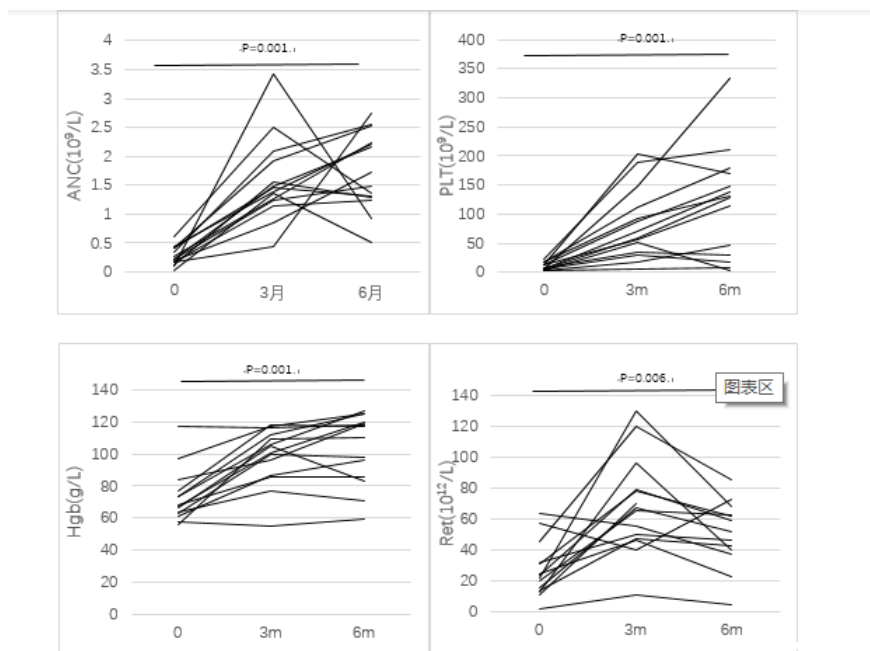 P=0.001
4
3.5
3
2.5
2
1.5
1
0.5
0
ANC(10⁹/L)
0 3月 6月
P=0.001
400
350
300
250
200
150
100
50
0
PLT(10⁹/L)
0 3m 6m
P=0.001
140
120
100
80
60
40
20
0
Hgb(g/L)
0 3m 6m
P=0.006
图表区
140
120
100
80
60
40
20
0
Ret(10¹²/L)
0 3m 6m